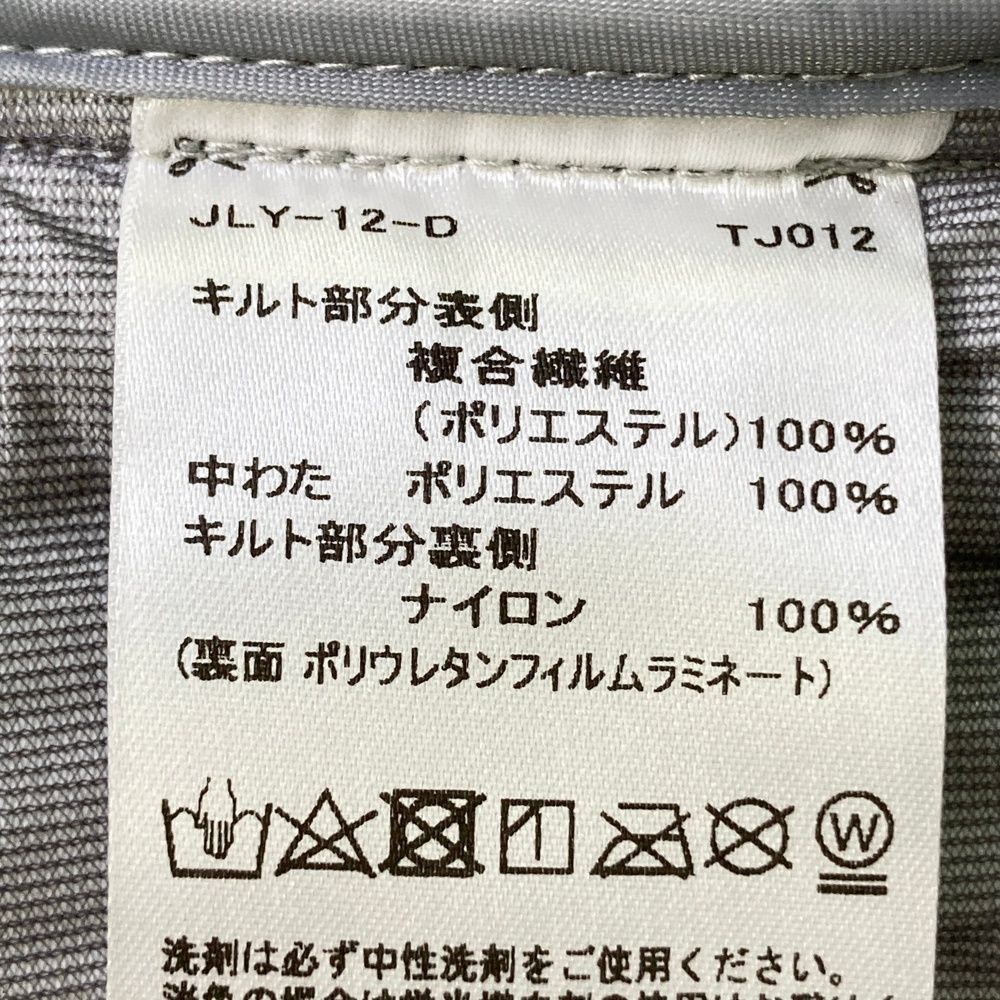 JLY-12-D TJ012
キルト部分表側
複合繊維
（ポリエステル）100%
中わた ポリエステル 100%
キルト部分裏側
ナイロン 100%
（裏面 ポリウレタンフィルムラミネート）
1 W
洗剤は必ず中性洗剤をご使用ください。